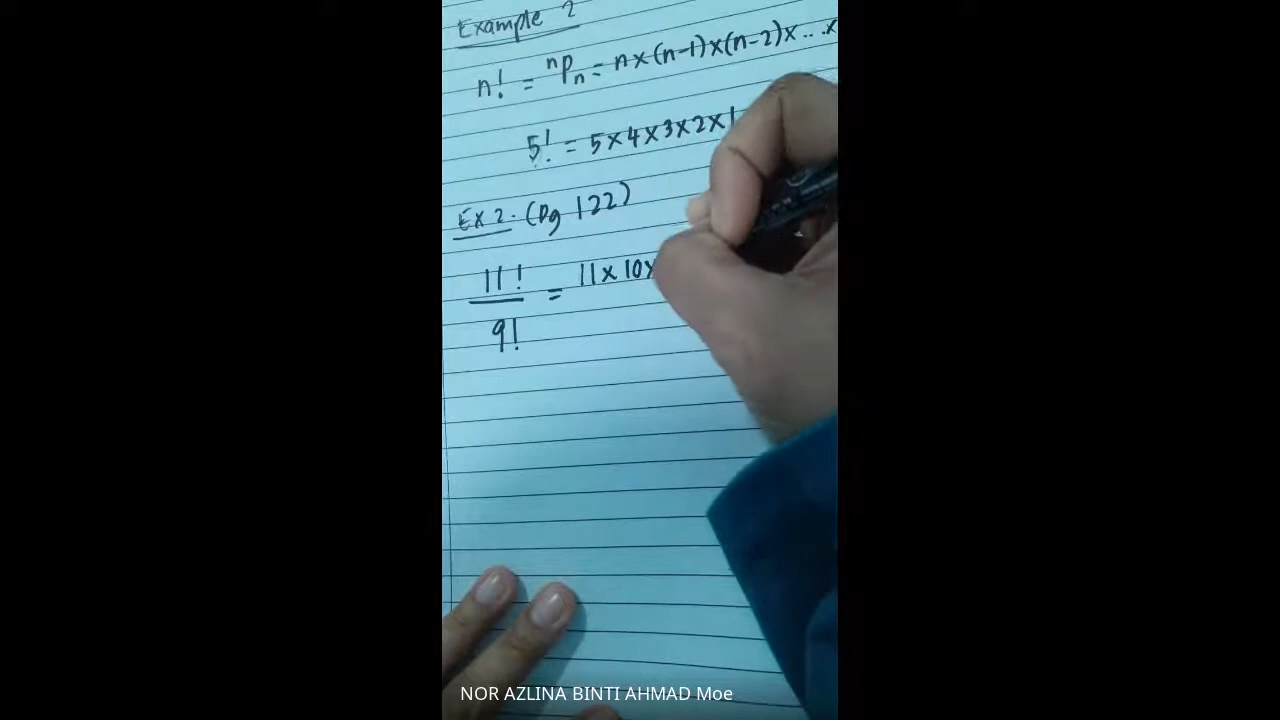 Example 2
n! = ⁿPₙ = n×(n-1)×(n-2)×...×
5! = 5×4×3×2×1
EX 2. (Pg 122)
11! / 9! = 11×10×
NOR AZLINA BINTI AHMAD Moe